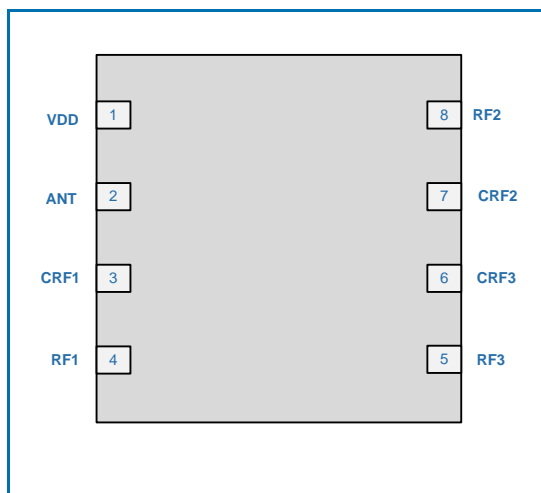 VDD 1 8 RF2
ANT 2 7 CRF2
CRF1 3 6 CRF3
RF1 4 5 RF3